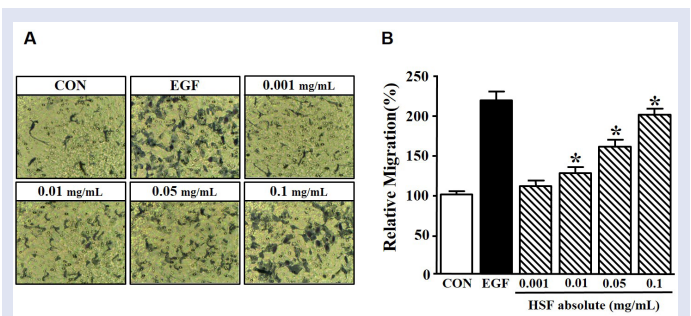 A
CON
EGF
0.001 mg/mL
0.01 mg/mL
0.05 mg/mL
0.1 mg/mL
B
Relative Migration(%)
250
200
150
100
50
0
*
*
*
CON
EGF
0.001
0.01
0.05
0.1
HSF absolute (mg/mL)